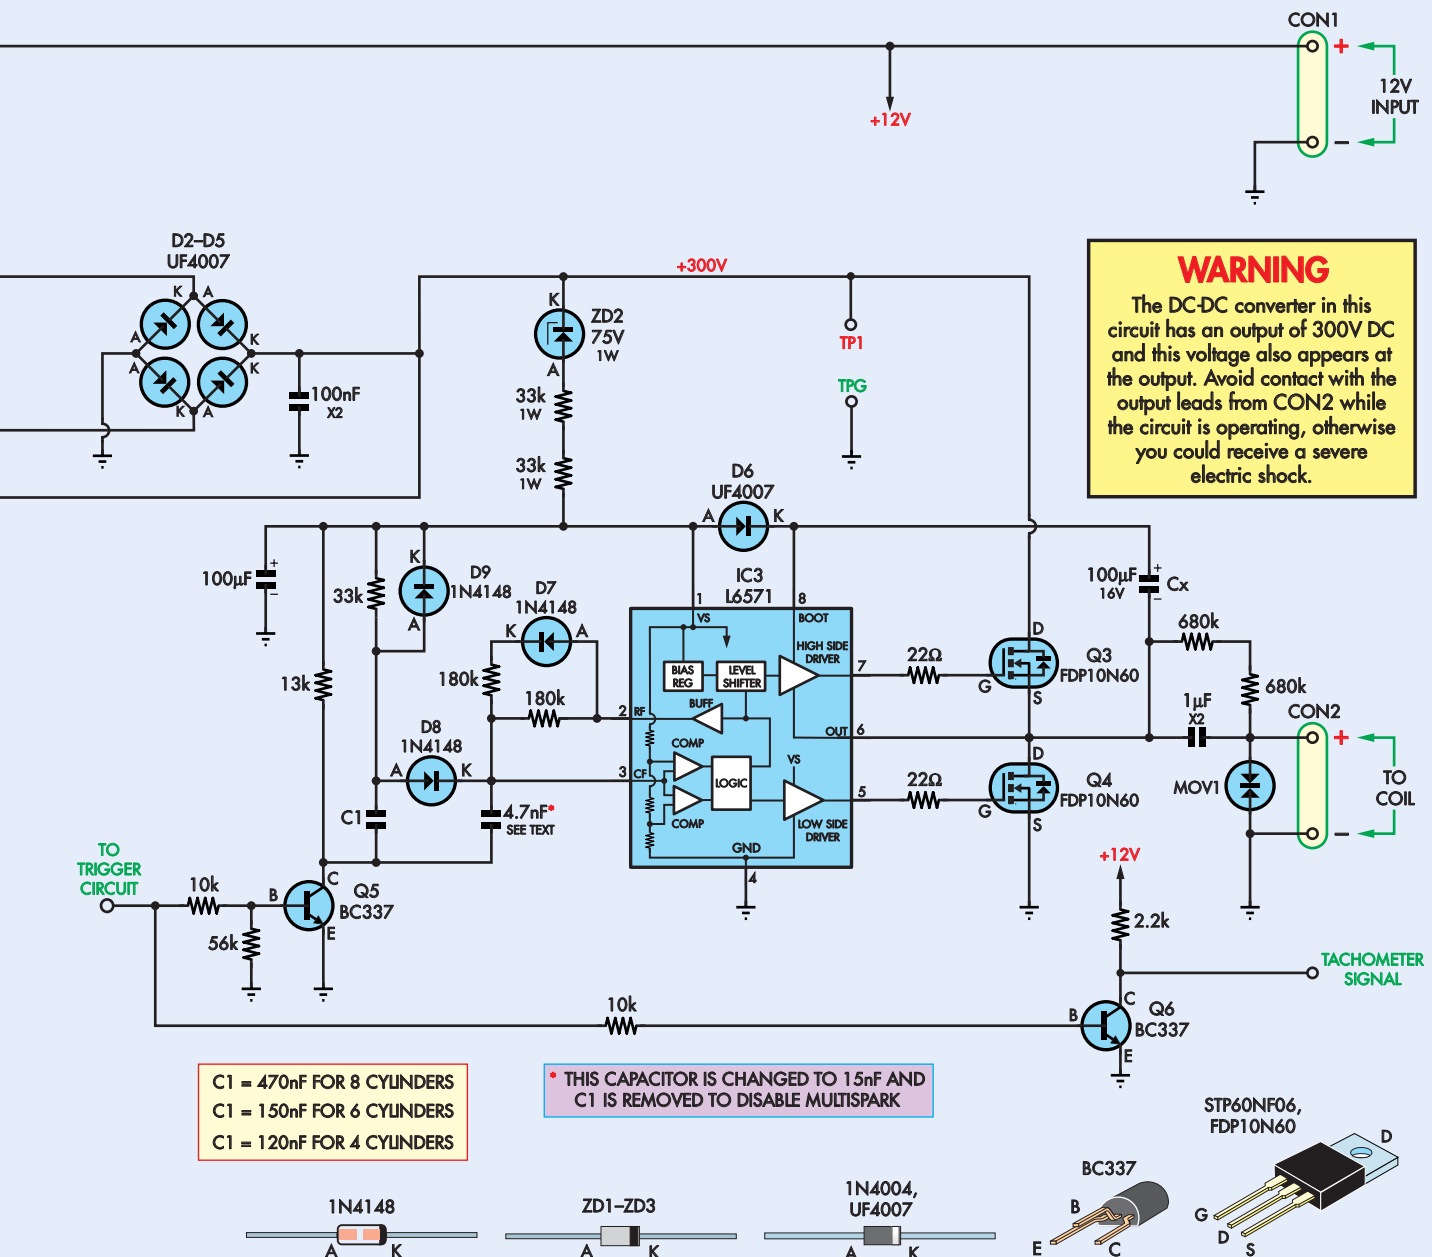 CON1
+
12V
INPUT
–
+12V
D2–D5
UF4007
K
A
A
K
A
K
K
A
100nF
X2
+300V
K
ZD2
75V
1W
A
33k
1W
33k
1W
TP1
TPG
WARNING
The DC-DC converter in this
circuit has an output of 300V DC
and this voltage also appears at
the output. Avoid contact with the
output leads from CON2 while
the circuit is operating, otherwise
you could receive a severe
electric shock.
D6
UF4007
A
K
100µF
+
–
33k
K
D9
1N4148
A
D7
1N4148
K
A
13k
180k
180k
D8
1N4148
A
K
C1
4.7nF*
SEE TEXT
IC3
L6571
1
8
VS
BOOT
HIGH SIDE
DRIVER
BIAS
REG
LEVEL
SHIFTER
7
2
RF
BUFF
OUT
6
COMP
VS
3
CF
LOGIC
5
COMP
LOW SIDE
DRIVER
GND
4
22Ω
G
D
S
Q3
FDP10N60
22Ω
G
D
S
Q4
FDP10N60
100µF
16V
+
–
Cx
680k
680k
1µF
X2
CON2
+
MOV1
TO
COIL
–
TO
TRIGGER
CIRCUIT
10k
B
C
Q5
BC337
E
56k
+12V
2.2k
TACHOMETER
SIGNAL
10k
B
C
Q6
BC337
E
C1 = 470nF FOR 8 CYLINDERS
C1 = 150nF FOR 6 CYLINDERS
C1 = 120nF FOR 4 CYLINDERS
* THIS CAPACITOR IS CHANGED TO 15nF AND
C1 IS REMOVED TO DISABLE MULTISPARK
1N4148
A
K
ZD1–ZD3
A
K
1N4004,
UF4007
A
K
BC337
B
E
C
STP60NF06,
FDP10N60
D
G
D
S